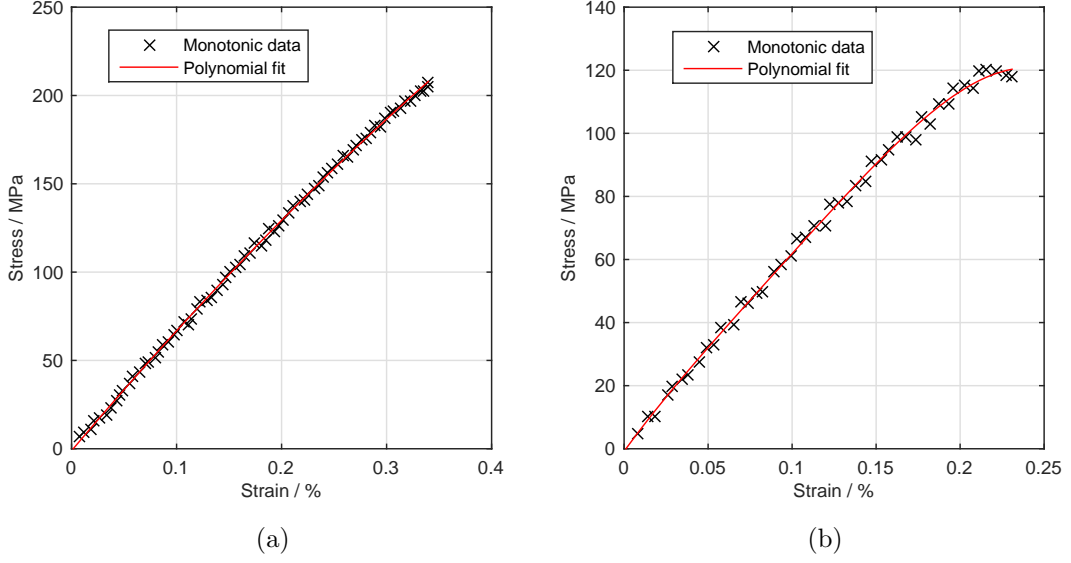 250
200
150
100
50
0
Stress / MPa
0
0.1
0.2
0.3
0.4
Strain / %
Monotonic data
Polynomial fit
(a)
140
120
100
80
60
40
20
0
Stress / MPa
0
0.05
0.1
0.15
0.2
0.25
Strain / %
Monotonic data
Polynomial fit
(b)